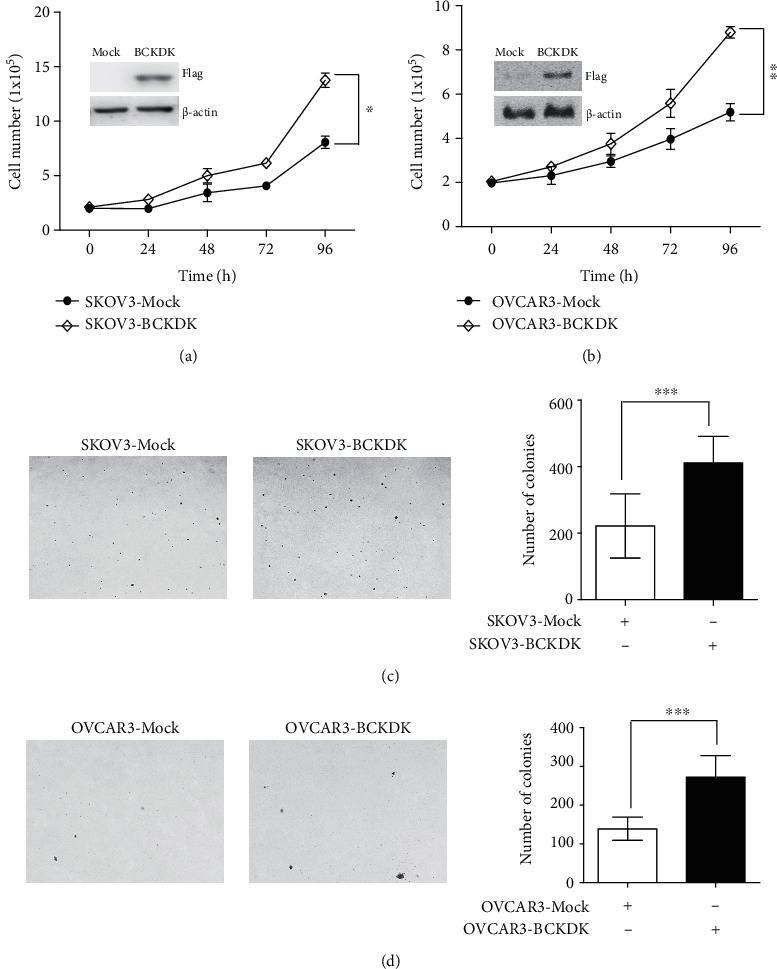 20
15
10
5
0
Cell number (1x10⁵)
Mock BCKDK
Flag
β-actin
*
0 24 48 72 96
Time (h)
SKOV3-Mock
SKOV3-BCKDK
(a)
10
8
6
4
2
0
Cell number (1x10⁵)
Mock BCKDK
Flag
β-actin
**
0 24 48 72 96
Time (h)
OVCAR3-Mock
OVCAR3-BCKDK
(b)
SKOV3-Mock
SKOV3-BCKDK
600
400
200
0
Number of colonies
***
SKOV3-Mock + −
SKOV3-BCKDK − +
(c)
OVCAR3-Mock
OVCAR3-BCKDK
400
300
200
100
0
Number of colonies
***
OVCAR3-Mock + −
OVCAR3-BCKDK − +
(d)